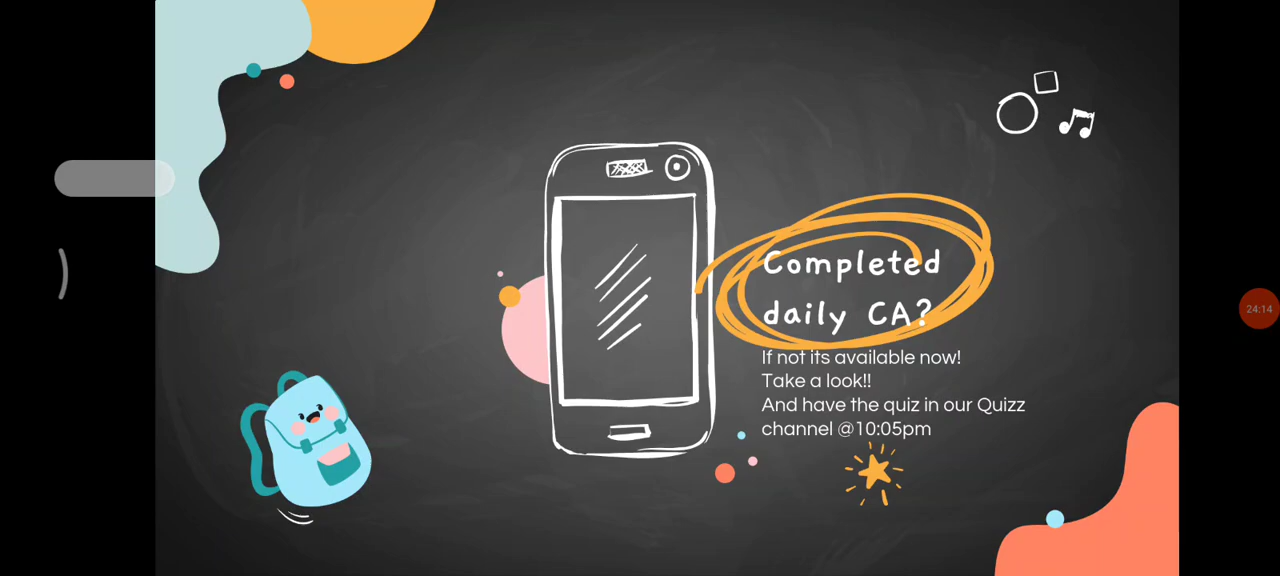 Completed
daily CA?
If not its available now!
Take a look!!
And have the quiz in our Quizz
channel @10:05pm
24:14